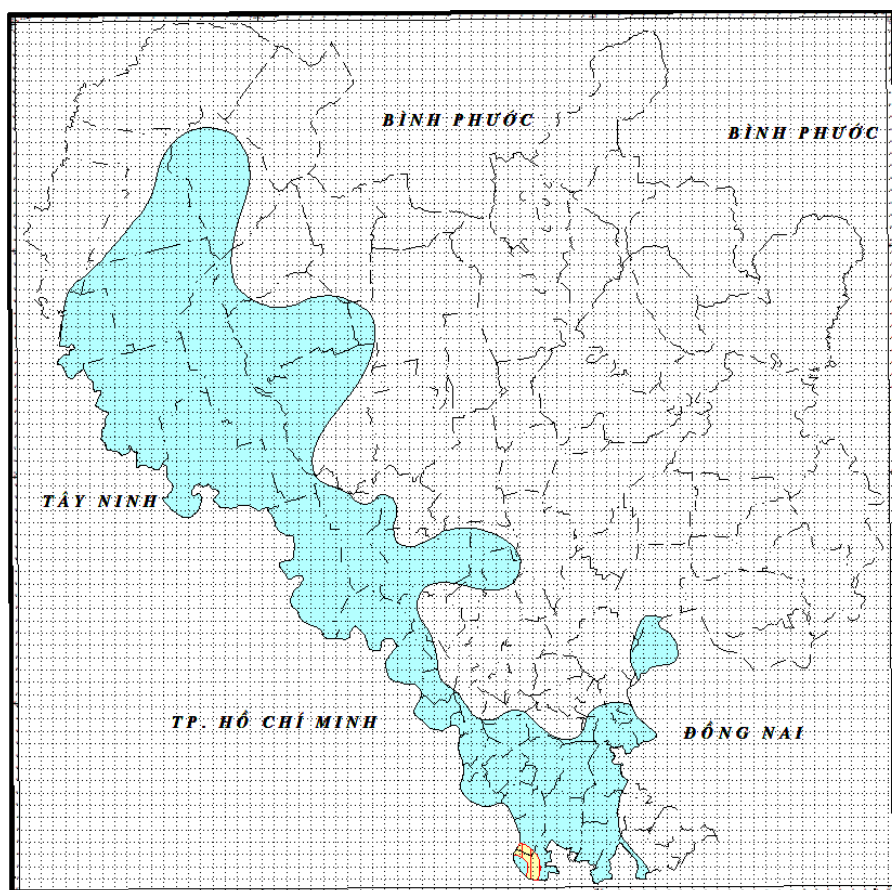 BÌNH PHƯỚC
BÌNH PHƯỚC
TÂY NINH
TP. HỒ CHÍ MINH
ĐỒNG NAI